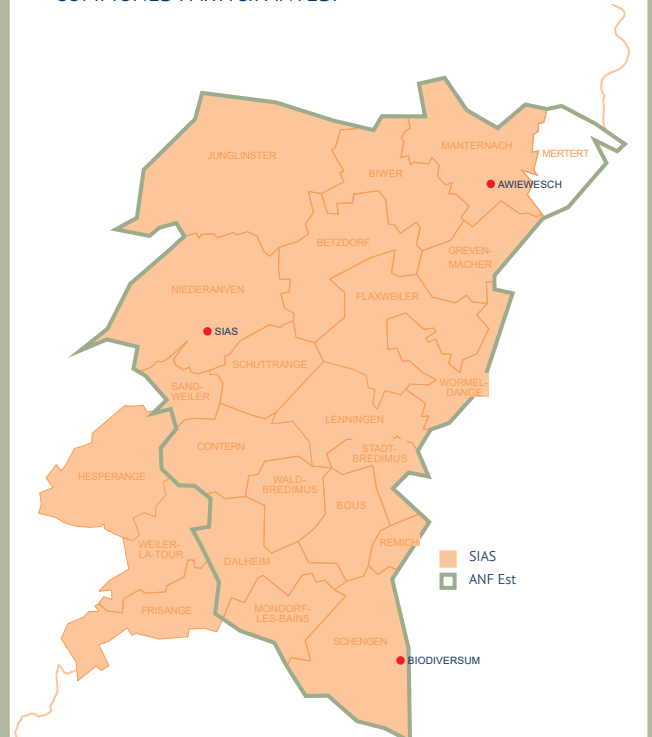 JUNGLINSTER
MANTERNACH
MERTERT
BIWER
AWIEWESCH
BETZDORF
GREVEN-
MACHER
NIEDERANVEN
FLAXWEILER
SIAS
SCHUTTRANGE
SAND-
WEILER
WORMEL-
DANGE
LENNINGEN
CONTERN
STADT-
BREDIMUS
HESPERANGE
WALD-
BREDIMUS
BOUS
WEILER-
LA-TOUR
REMICH
DALHEIM
SIAS
ANF Est
FRISANGE
MONDORF-
LES-BAINS
SCHENGEN
BIODIVERSUM